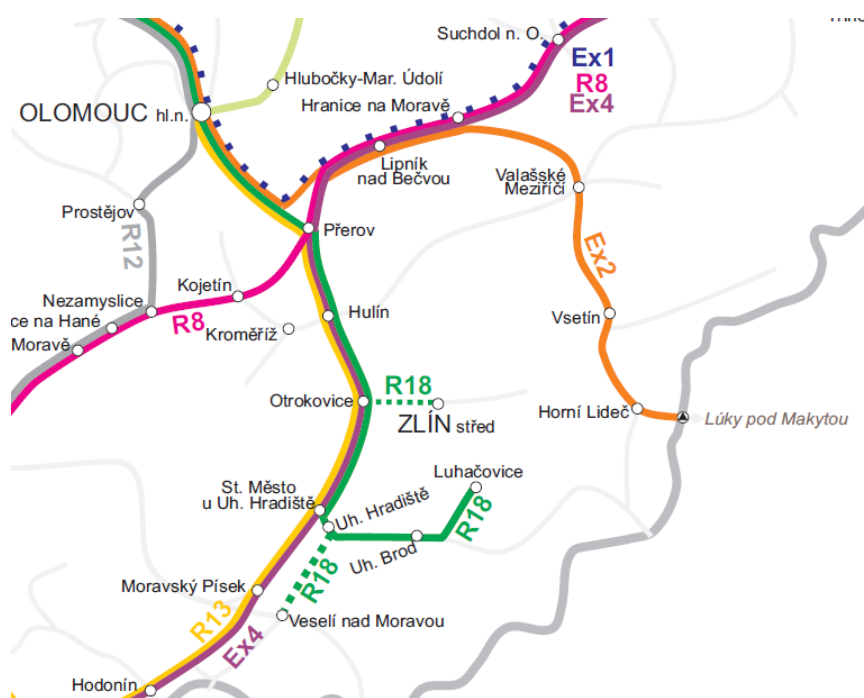 Suchdol n. O.
Ex1
R8
Ex4
Hlubočky-Mar. Údolí
Hranice na Moravě
OLOMOUC hl.n.
Lipník
nad Bečvou
Valašské
Meziříčí
Prostějov
Přerov
R12
Ex2
Kojetín
Nezamyslice
Hulín
Vsetín
ce na Hané
R8
Kroměříž
Moravě
R18
Otrokovice
ZLÍN střed
Horní Lideč
Lúky pod Makytou
Luhačovice
St. Město
u Uh. Hradiště
Uh. Hradiště
R18
Uh. Brod
R18
Moravský Písek
R13
Veselí nad Moravou
Ex4
Hodonín